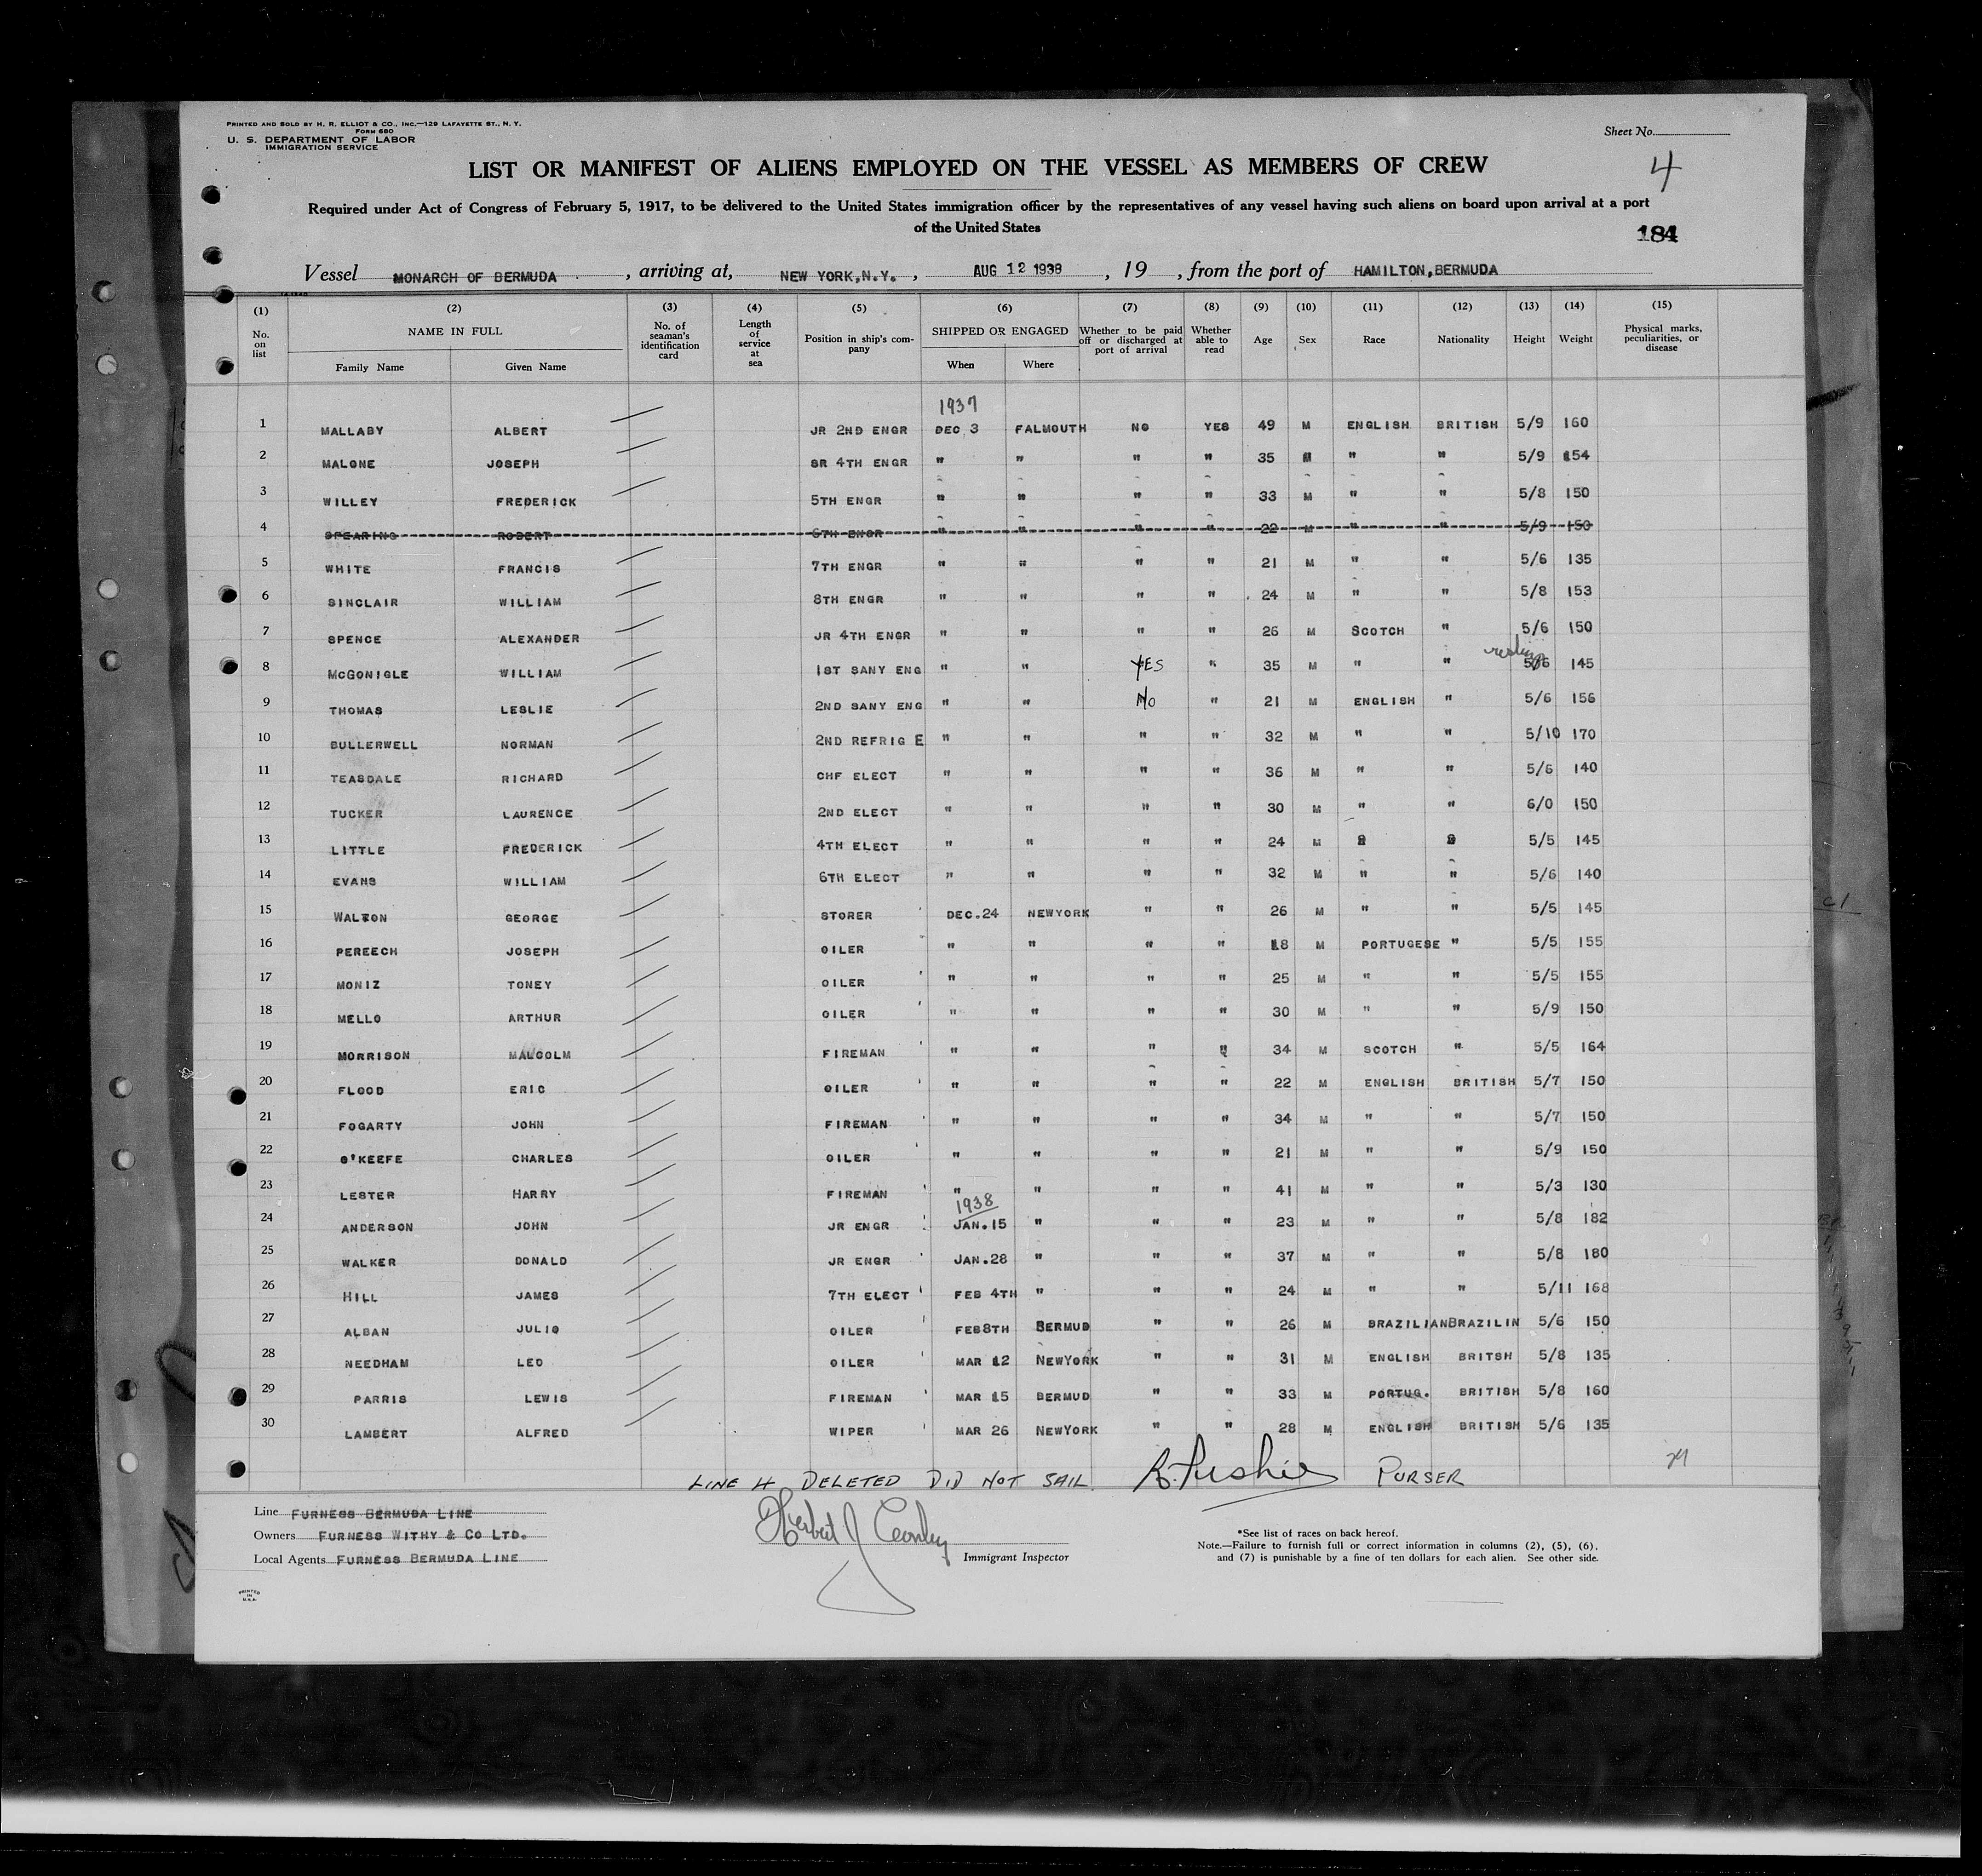 PRINTED AND SOLD BY H. R. ELLIOT & CO., INC.—129 LAFAYETTE ST., N. Y.
FORM 680
U. S. DEPARTMENT OF LABOR
IMMIGRATION SERVICE
Sheet No.
4
LIST OR MANIFEST OF ALIENS EMPLOYED ON THE VESSEL AS MEMBERS OF CREW
Required under Act of Congress of February 5, 1917, to be delivered to the United States immigration officer by the representatives of any vessel having such aliens on board upon arrival at a port
of the United States
184
Vessel MONARCH OF BERMUDA, arriving at, NEW YORK, N.Y., AUG 12 1938, 19, from the port of HAMILTON, BERMUDA
(1) No. on list (2) NAME IN FULL Family Name Given Name (3) No. of seaman's identification card (4) Length of service at sea (5) Position in ship's company (6) SHIPPED OR ENGAGED When Where (7) Whether to be paid off or discharged at port of arrival (8) Whether able to read (9) Age (10) Sex (11) Race (12) Nationality (13) Height (14) Weight (15) Physical marks, peculiarities, or disease
1937
1 MALLABY ALBERT JR 2ND ENGR DEC 3 FALMOUTH NO YES 49 M ENGLISH BRITISH 5/9 160
2 MALONE JOSEPH SR 4TH ENGR " " " " 35 M " " 5/9 154
3 WILLEY FREDERICK 5TH ENGR " " " " 33 M " " 5/8 150
4 SPEARING ROBERT 6TH ENGR " " " " 22 M " " 5/9 150
5 WHITE FRANCIS 7TH ENGR " " " " 21 M " " 5/6 135
6 SINCLAIR WILLIAM 8TH ENGR " " " " 24 M " " 5/8 153
7 SPENCE ALEXANDER JR 4TH ENGR " " " " 26 M SCOTCH " 5/6 150
8 MCGONIGLE WILLIAM 1ST SANY ENG " " YES " 35 M " " 5/6 145
9 THOMAS LESLIE 2ND SANY ENG " " No " 21 M ENGLISH " 5/6 156
10 BULLERWELL NORMAN 2ND REFRIG E " " " " 32 M " " 5/10 170
11 TEASDALE RICHARD CHF ELECT " " " " 36 M " " 5/6 140
12 TUCKER LAURENCE 2ND ELECT " " " " 30 M " " 6/0 150
13 LITTLE FREDERICK 4TH ELECT " " " " 24 M " " 5/5 145
14 EVANS WILLIAM 6TH ELECT " " " " 32 M " " 5/6 140
15 WALTON GEORGE STORER DEC.24 NEWYORK " " 26 M " " 5/5 145
16 PEREECH JOSEPH OILER " " " " 18 M PORTUGESE " 5/5 155
17 MONIZ TONEY OILER " " " " 25 M " " 5/5 155
18 MELLO ARTHUR OILER " " " " 30 M " " 5/9 150
19 MORRISON MALCOLM FIREMAN " " " " 34 M SCOTCH " 5/5 164
20 FLOOD ERIC OILER " " " " 22 M ENGLISH BRITISH 5/7 150
21 FOGARTY JOHN FIREMAN " " " " 34 M " " 5/7 150
22 O'KEEFE CHARLES OILER " " " " 21 M " " 5/9 150
23 LESTER HARRY FIREMAN " " " " 41 M " " 5/3 130
1938
24 ANDERSON JOHN JR ENGR JAN.15 " " " 23 M " " 5/8 182
25 WALKER DONALD JR ENGR JAN.28 " " " 37 M " " 5/8 180
26 HILL JAMES 7TH ELECT FEB 4TH " " " 24 M " " 5/11 168
27 ALBAN JULIO OILER FEB8TH BERMUD " " 26 M BRAZILIAN BRAZILIN 5/6 150
28 NEEDHAM LEO OILER MAR 12 NEWYORK " " 31 M ENGLISH BRITSH 5/8 135
29 PARRIS LEWIS FIREMAN MAR 15 BERMUD " " 33 M PORTUG. BRITISH 5/8 160
30 LAMBERT ALFRED WIPER MAR 26 NEWYORK " " 28 M ENGLISH BRITISH 5/6 135
29
LINE 4 DELETED DID NOT SAIL. PURSER
Line FURNESS BERMUDA LINE
Owners FURNESS WITHY & CO LTD.
Local Agents FURNESS BERMUDA LINE
Herbert J
Immigrant Inspector
*See list of races on back hereof.
Note.—Failure to furnish full or correct information in columns (2), (5), (6).
and (7) is punishable by a fine of ten dollars for each alien. See other side.
PRINTED
IN
U.S.A.